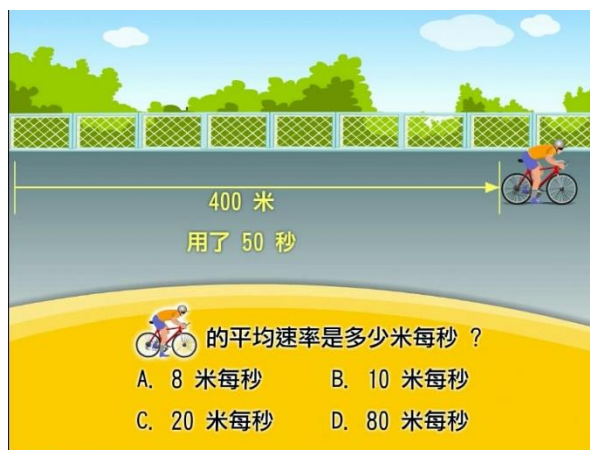 400 米
用了 50 秒
的平均速率是多少米每秒 ?
A. 8 米每秒 B. 10 米每秒
C. 20 米每秒 D. 80 米每秒